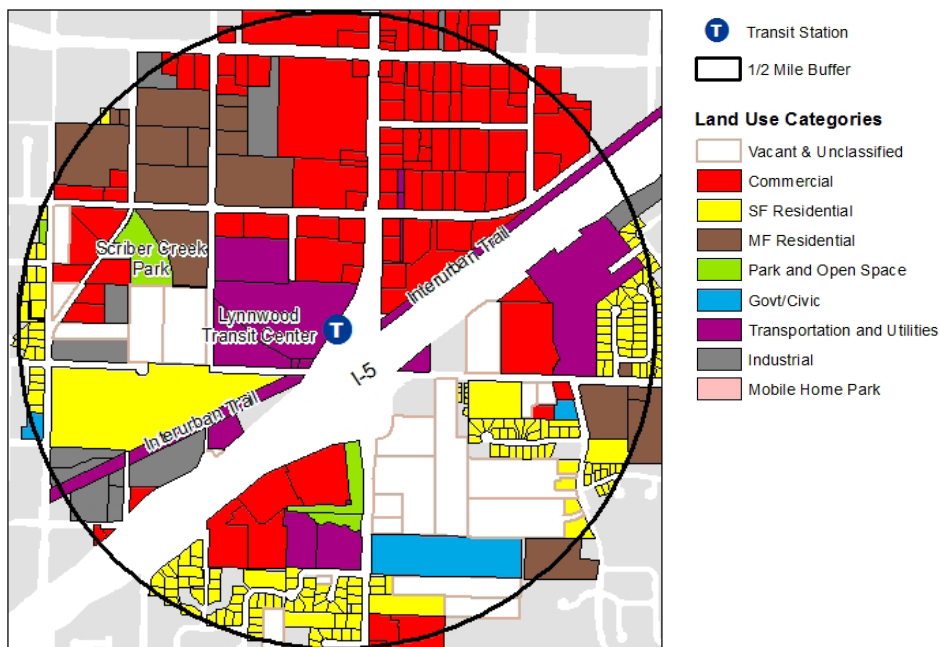 Scriber Creek
Park
Interurban Trail
Lynnwood
Transit Center
T
I-5
Interurban Trail
T Transit Station
1/2 Mile Buffer
Land Use Categories
Vacant & Unclassified
Commercial
SF Residential
MF Residential
Park and Open Space
Govt/Civic
Transportation and Utilities
Industrial
Mobile Home Park